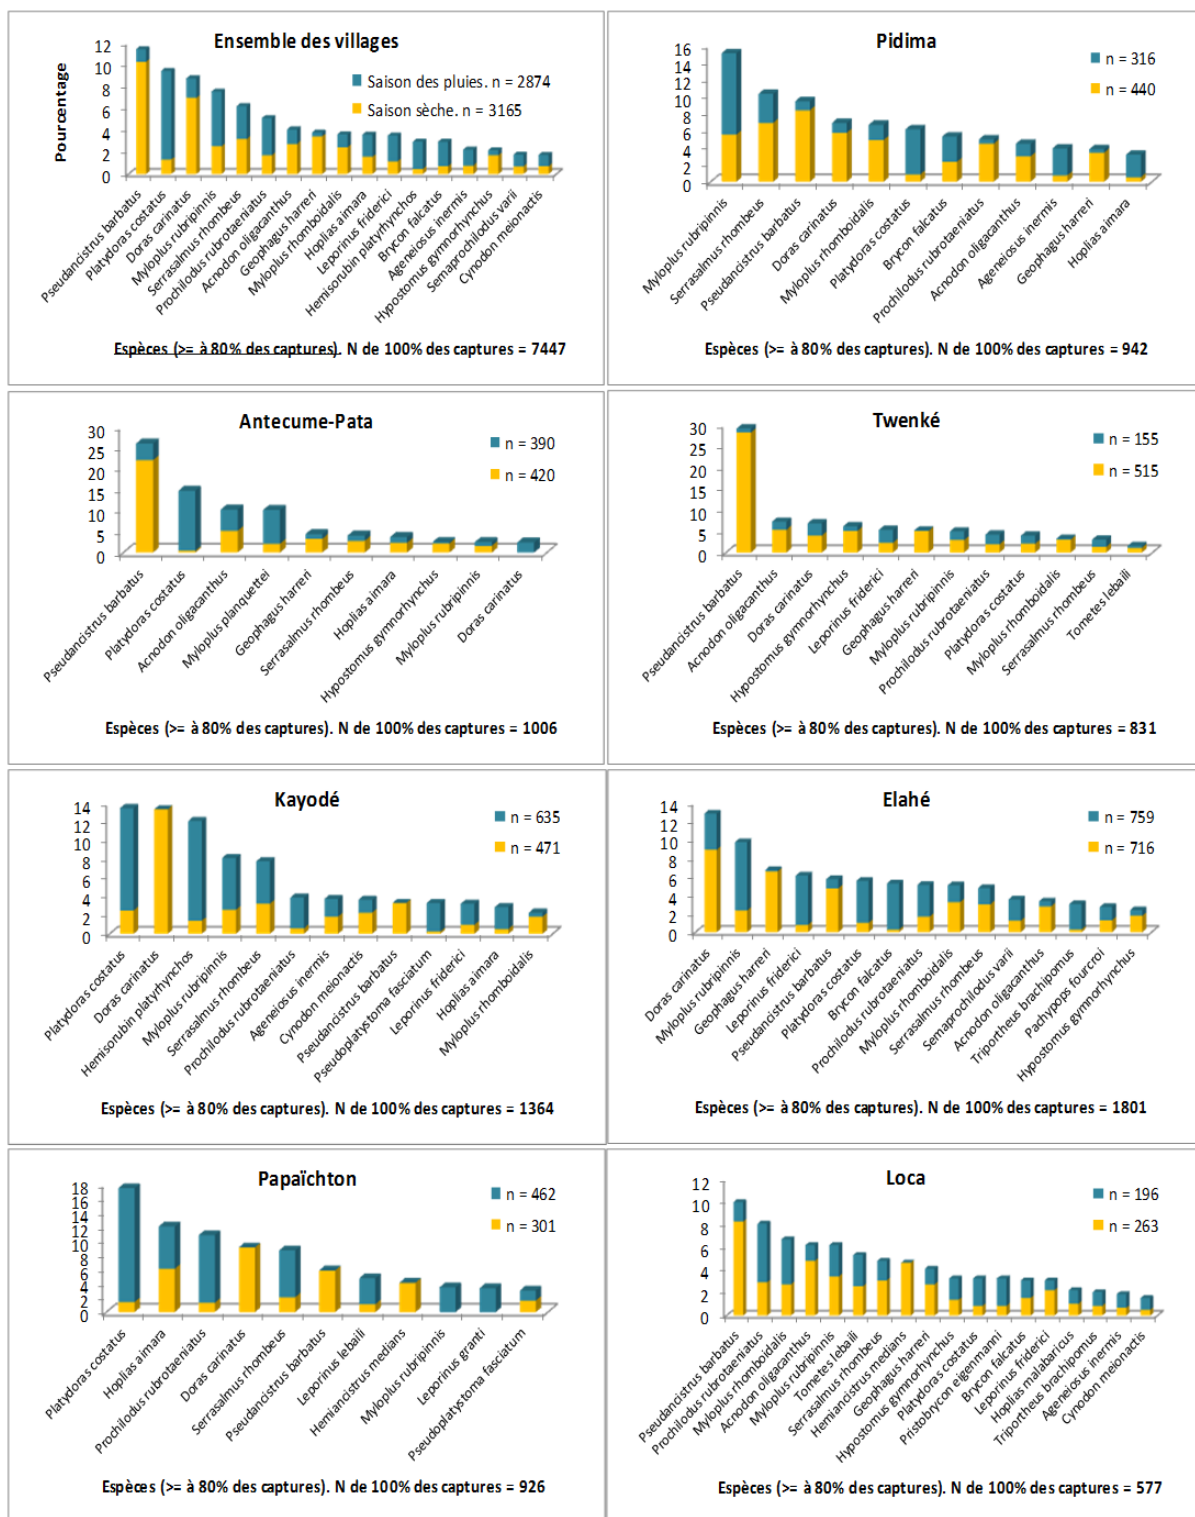 Ensemble des villages
Pourcentage
12
10
8
6
4
2
0
Saison des pluies. n = 2874
Saison sèche. n = 3165
Pseudancistrus barbatus
Platydoras costatus
Doras carinatus
Myloplus rubripinnis
Serrasalmus rhombeus
Prochilodus rubrotaeniatus
Acnodon oligacanthus
Geophagus harreri
Myloplus rhomboidalis
Hoplias aimara
Leporinus friderici
Hemisorubin platyrhynchos
Brycon falcatus
Ageneiosus inermis
Hypostomus gymnorhynchus
Semaprochilodus varii
Cynodon meionactis
Espèces (>= à 80% des captures). N de 100% des captures = 7447
Pidima
16
14
12
10
8
6
4
2
0
n = 316
n = 440
Myloplus rubripinnis
Serrasalmus rhombeus
Pseudancistrus barbatus
Doras carinatus
Myloplus rhomboidalis
Platydoras costatus
Brycon falcatus
Prochilodus rubrotaeniatus
Acnodon oligacanthus
Ageneiosus inermis
Geophagus harreri
Hoplias aimara
Espèces (>= à 80% des captures). N de 100% des captures = 942
Antecume-Pata
30
25
20
15
10
5
0
n = 390
n = 420
Pseudancistrus barbatus
Platydoras costatus
Acnodon oligacanthus
Myloplus planquettei
Geophagus harreri
Serrasalmus rhombeus
Hoplias aimara
Hypostomus gymnorhynchus
Myloplus rubripinnis
Doras carinatus
Espèces (>= à 80% des captures). N de 100% des captures = 1006
Twenké
30
25
20
15
10
5
0
n = 155
n = 515
Pseudancistrus barbatus
Acnodon oligacanthus
Doras carinatus
Hypostomus gymnorhynchus
Leporinus friderici
Geophagus harreri
Myloplus rubripinnis
Prochilodus rubrotaeniatus
Platydoras costatus
Myloplus rhomboidalis
Serrasalmus rhombeus
Tometes lebaili
Espèces (>= à 80% des captures). N de 100% des captures = 831
Kayodé
14
12
10
8
6
4
2
0
n = 635
n = 471
Platydoras costatus
Doras carinatus
Hemisorubin platyrhynchos
Myloplus rubripinnis
Serrasalmus rhombeus
Prochilodus rubrotaeniatus
Ageneiosus inermis
Cynodon meionactis
Pseudancistrus barbatus
Pseudoplatystoma fasciatum
Leporinus friderici
Hoplias aimara
Myloplus rhomboidalis
Espèces (>= à 80% des captures). N de 100% des captures = 1364
Elahé
14
12
10
8
6
4
2
0
n = 759
n = 716
Doras carinatus
Myloplus rubripinnis
Geophagus harreri
Leporinus friderici
Pseudancistrus barbatus
Platydoras costatus
Brycon falcatus
Prochilodus rubrotaeniatus
Myloplus rhomboidalis
Serrasalmus rhombeus
Semaprochilodus varii
Acnodon oligacanthus
Triportheus brachipomus
Pachypops fourcroi
Hypostomus gymnorhynchus
Espèces (>= à 80% des captures). N de 100% des captures = 1801
Papaïchton
18
16
14
12
10
8
6
4
2
0
n = 462
n = 301
Platydoras costatus
Hoplias aimara
Prochilodus rubrotaeniatus
Doras carinatus
Serrasalmus rhombeus
Pseudancistrus barbatus
Leporinus lebaili
Hemiancistrus medians
Myloplus rubripinnis
Leporinus granti
Pseudoplatystoma fasciatum
Espèces (>= à 80% des captures). N de 100% des captures = 926
Loca
12
10
8
6
4
2
0
n = 196
n = 263
Pseudancistrus barbatus
Prochilodus rubrotaeniatus
Myloplus rhomboidalis
Acnodon oligacanthus
Myloplus rubripinnis
Tometes lebaili
Serrasalmus rhombeus
Hemiancistrus medians
Geophagus harreri
Hypostomus gymnorhynchus
Platydoras costatus
Pristobrycon eigenmanni
Brycon falcatus
Leporinus friderici
Hoplias malabaricus
Triportheus brachipomus
Ageneiosus inermis
Cynodon meionactis
Espèces (>= à 80% des captures). N de 100% des captures = 577